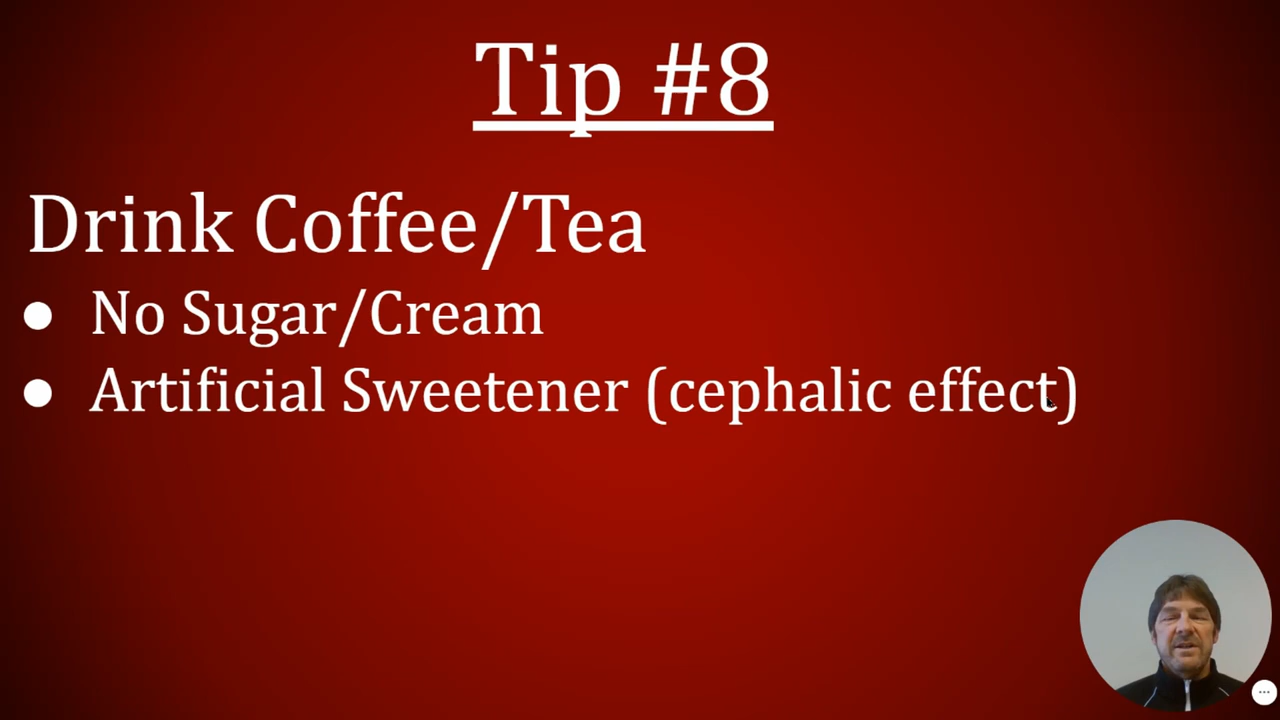 Tip #8
Drink Coffee/Tea
● No Sugar/Cream
● Artificial Sweetener (cephalic effect)